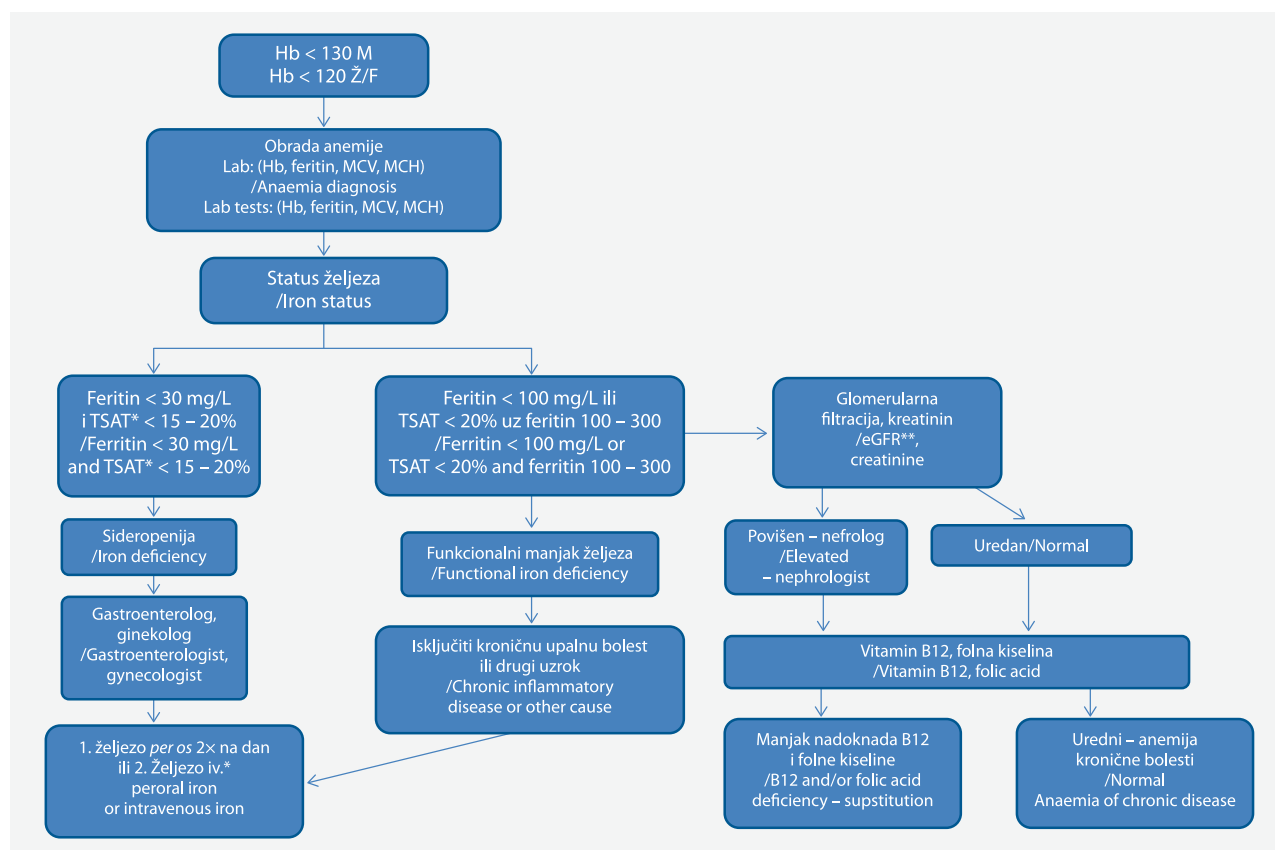 Hb < 130 M
Hb < 120 Ž/F
Obrada anemije
Lab: (Hb, feritin, MCV, MCH)
/Anaemia diagnosis
Lab tests: (Hb, feritin, MCV, MCH)
Status željeza
/Iron status
Feritin < 30 mg/L
i TSAT* < 15 – 20%
/Ferritin < 30 mg/L
and TSAT* < 15 – 20%
Feritin < 100 mg/L ili
TSAT < 20% uz feritin 100 – 300
/Ferritin < 100 mg/L or
TSAT < 20% and ferritin 100 – 300
Glomerularna
filtracija, kreatinin
/eGFR**,
creatinine
Sideropenija
/Iron deficiency
Funkcionalni manjak željeza
/Functional iron deficiency
Povišen – nefrolog
/Elevated
– nephrologist
Uredan/Normal
Gastroenterolog,
ginekolog
/Gastroenterologist,
gynecologist
Isključiti kroničnu upalnu bolest
ili drugi uzrok
/Chronic inflammatory
disease or other cause
Vitamin B12, folna kiselina
/Vitamin B12, folic acid
1. željezo per os 2× na dan
ili 2. Željezo iv.*
peroral iron
or intravenous iron
Manjak nadoknada B12
i folne kiseline
/B12 and/or folic acid
deficiency – supstitution
Uredni – anemija
kronične bolesti
/Normal
Anaemia of chronic disease